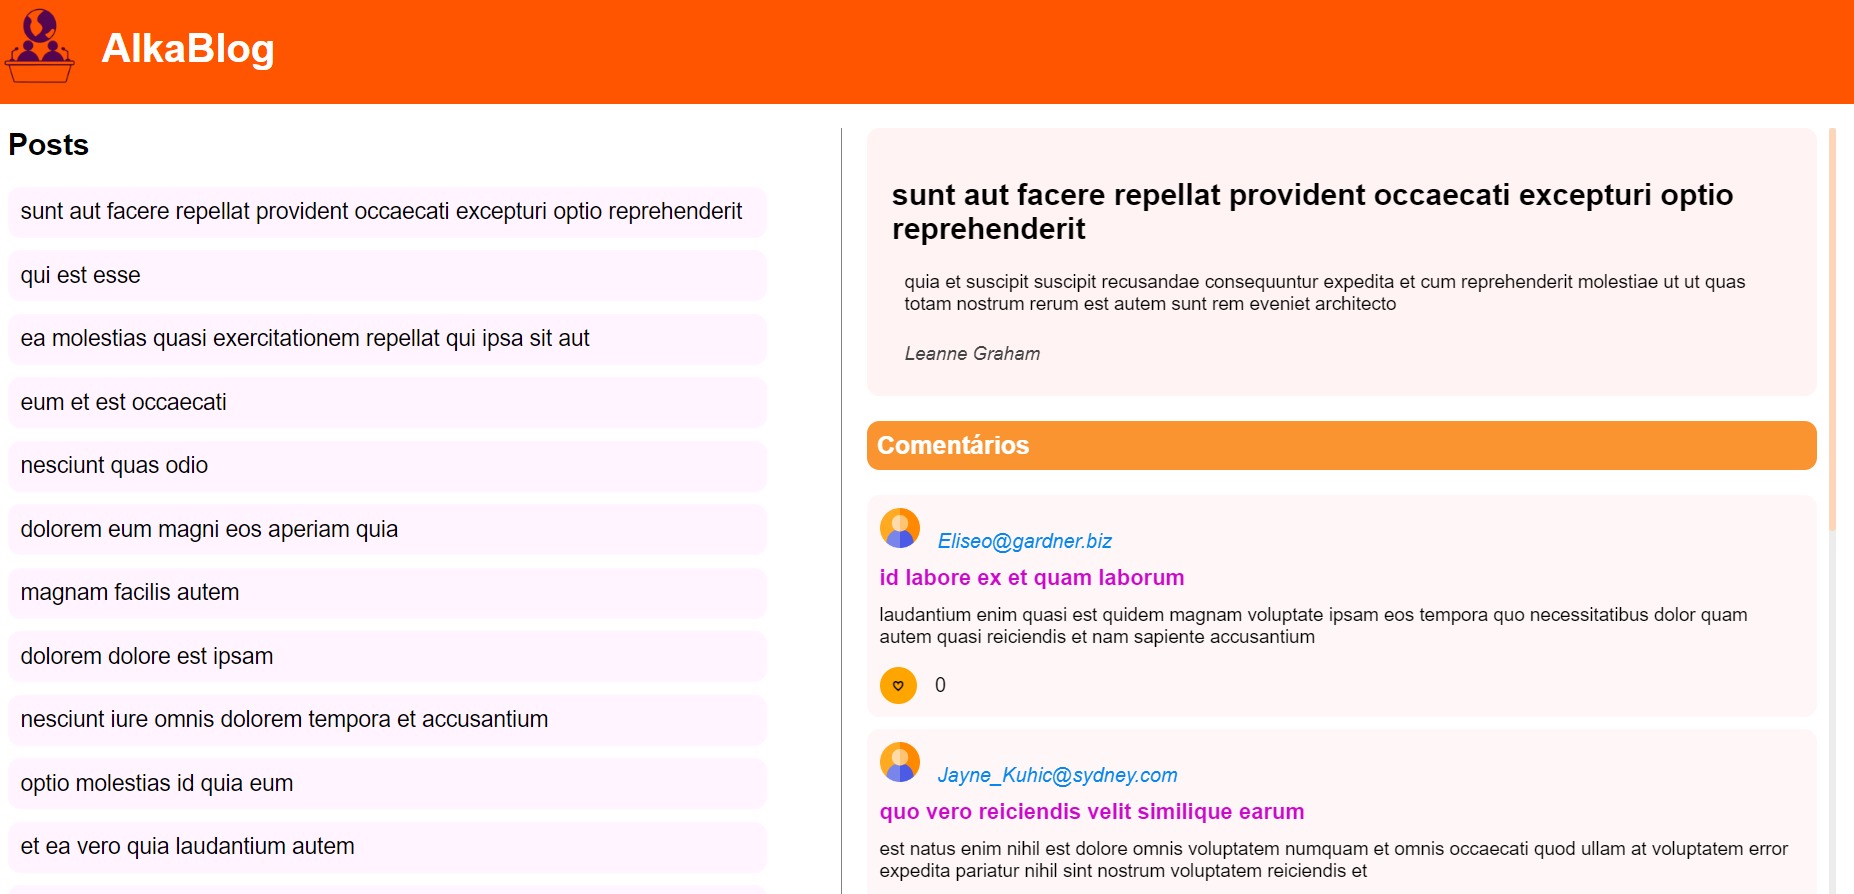 AlkaBlog
Posts
sunt aut facere repellat provident occaecati excepturi optio reprehenderit
qui est esse
ea molestias quasi exercitationem repellat qui ipsa sit aut
eum et est occaecati
nesciunt quas odio
dolorem eum magni eos aperiam quia
magnam facilis autem
dolorem dolore est ipsam
nesciunt iure omnis dolorem tempora et accusantium
optio molestias id quia eum
et ea vero quia laudantium autem
sunt aut facere repellat provident occaecati excepturi optio
reprehenderit
quia et suscipit suscipit recusandae consequuntur expedita et cum reprehenderit molestiae ut ut quas
totam nostrum rerum est autem sunt rem eveniet architecto
Leanne Graham
Comentários
Eliseo@gardner.biz
id labore ex et quam laborum
laudantium enim quasi est quidem magnam voluptate ipsam eos tempora quo necessitatibus dolor quam
autem quasi reiciendis et nam sapiente accusantium
0
Jayne_Kuhic@sydney.com
quo vero reiciendis velit similique earum
est natus enim nihil est dolore omnis voluptatem numquam et omnis occaecati quod ullam at voluptatem error
expedita pariatur nihil sint nostrum voluptatem reiciendis et